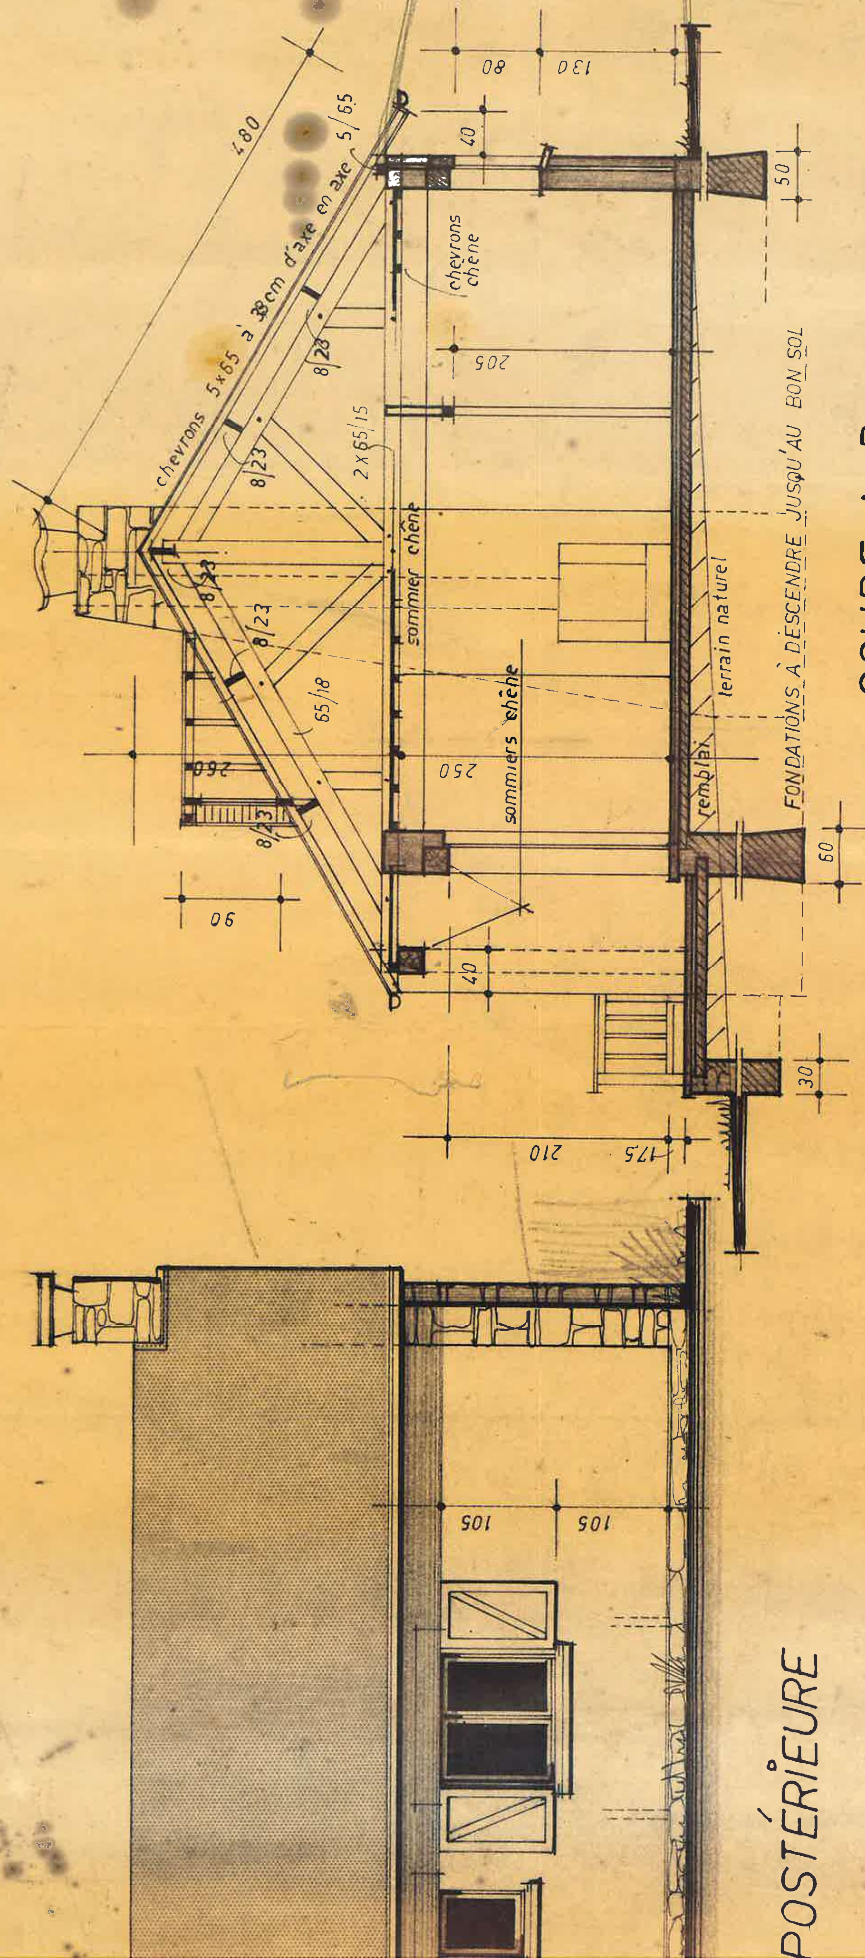 480
80
130
5/65
40
50
chevrons 5x65 à 38cm d'axe en axe
chevrons
chêne
8/23
205
2x65/15
8/23
8/23
sommier chêne
8/23
65/18
260
250
sommiers chêne
8/23
remblai
terrain naturel
FONDATIONS À DESCENDRE JUSQU'AU BON SOL
60
90
40
30
210
17.5
105
105
POSTÉRIEURE